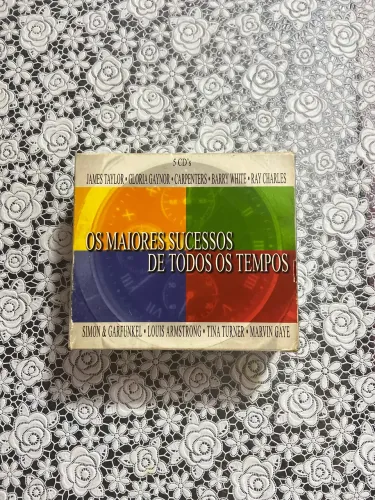 5 CD's
JAMES TAYLOR • GLORIA GAYNOR • CARPENTERS • BARRY WHITE • RAY CHARLES
OS MAIORES SUCESSOS
DE TODOS OS TEMPOS
SIMON & GARFUNKEL • LOUIS ARMSTRONG • TINA TURNER • MARVIN GAYE